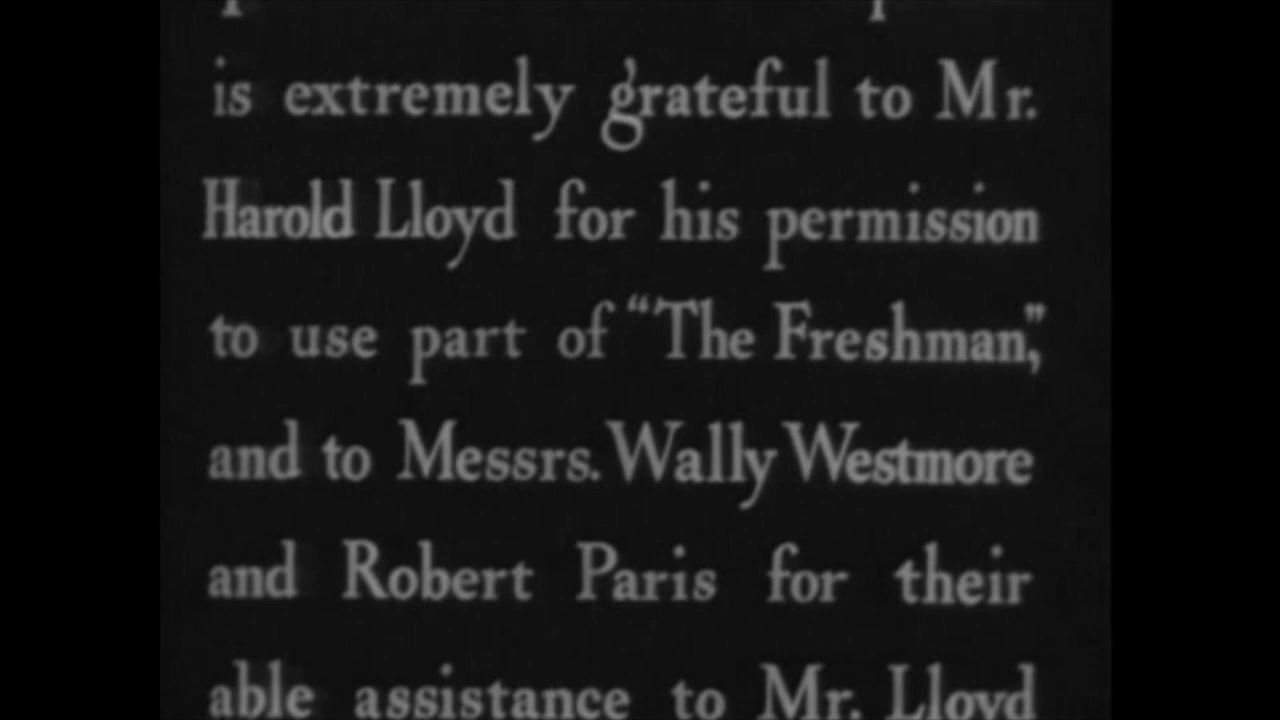 is extremely grateful to Mr.
Harold Lloyd for his permission
to use part of “The Freshman,”
and to Messrs. Wally Westmore
and Robert Paris for their
able assistance to Mr. Lloyd